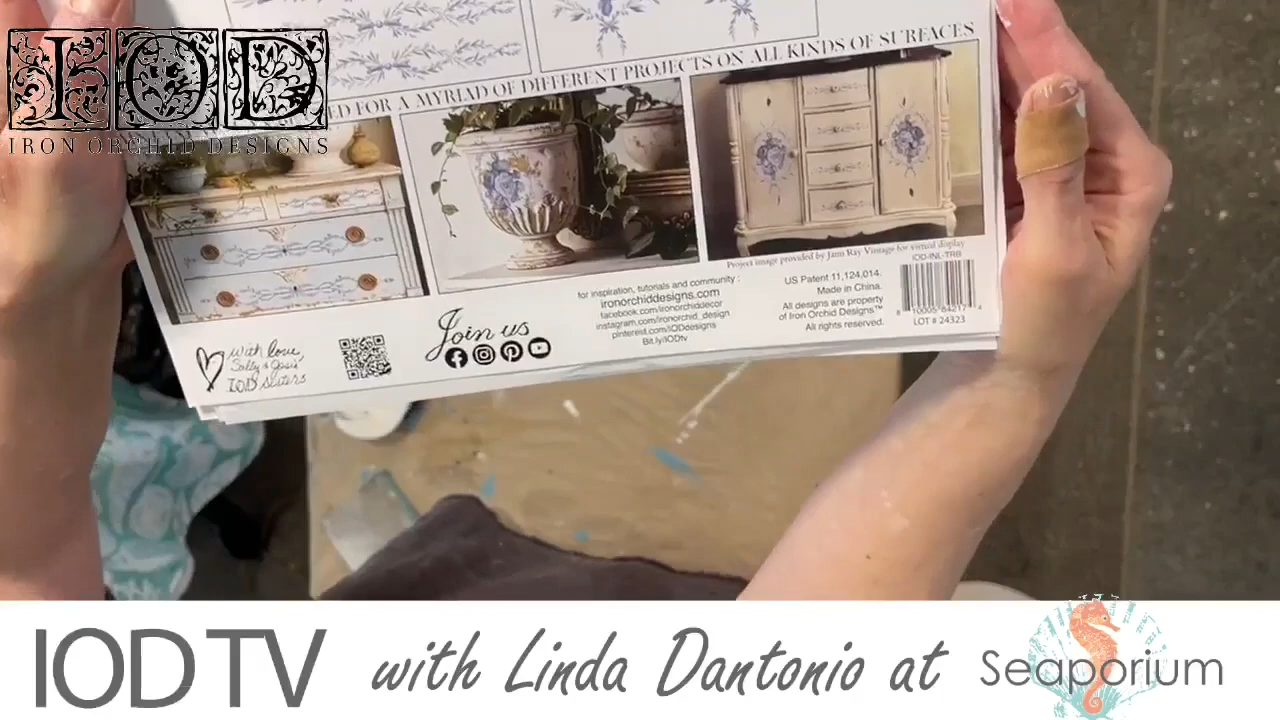 IOD
IRON ORCHID DESIGNS
FOR A MYRIAD OF DIFFERENT PROJECTS ON ALL KINDS OF SURFACES
Project image provided by Jami Ray Vintage for virtual display
IOD-INL-TRB
for inspiration, tutorials and community :
ironorchiddesigns.com
facebook.com/ironorchiddecor
instagram.com/ironorchid_design
pinterest.com/IODdesigns
Bit.ly/IODtv
US Patent 11,124,014.
Made in China.
All designs are property
of Iron Orchid Designs™
All rights reserved.
LOT # 24323
Join us
with love,
Sally & Josie
IOD Sisters
IOD TV with Linda Dantonio at Seaporium